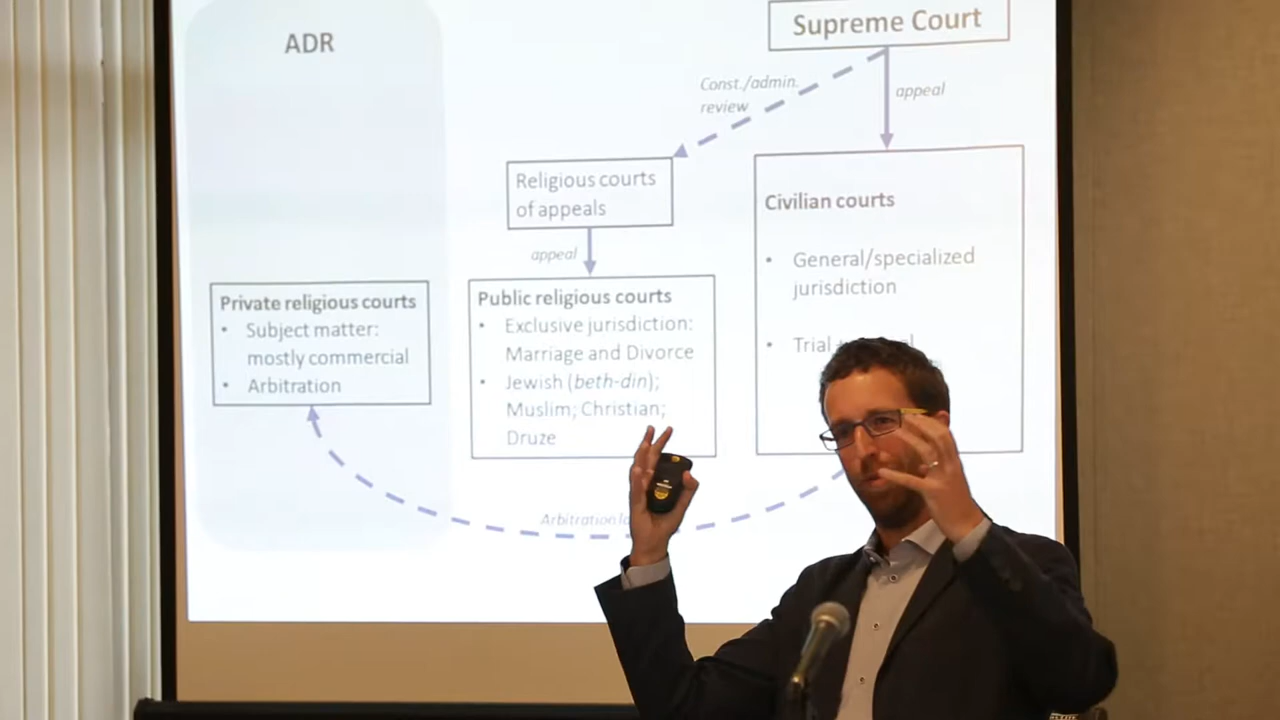 ADR
Supreme Court
Const./admin.
review
appeal
Religious courts
of appeals
appeal
Private religious courts
• Subject matter:
mostly commercial
• Arbitration
Public religious courts
• Exclusive jurisdiction:
Marriage and Divorce
• Jewish (beth-din);
Muslim; Christian;
Druze
Civilian courts
• General/specialized
jurisdiction
• Trial
Arbitration